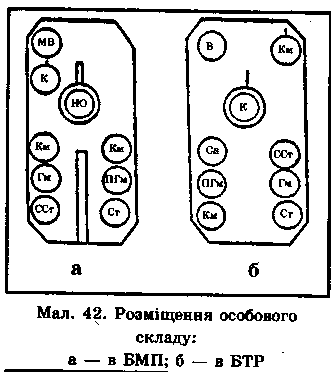 МВ В Км
К
НО К
Км Км Са ССт
Гм ПГм ПГм Гм
ССт Ст Км Ст
а б
Мал. 42. Розміщення особового
складу:
а — в БМП; б — в БТР